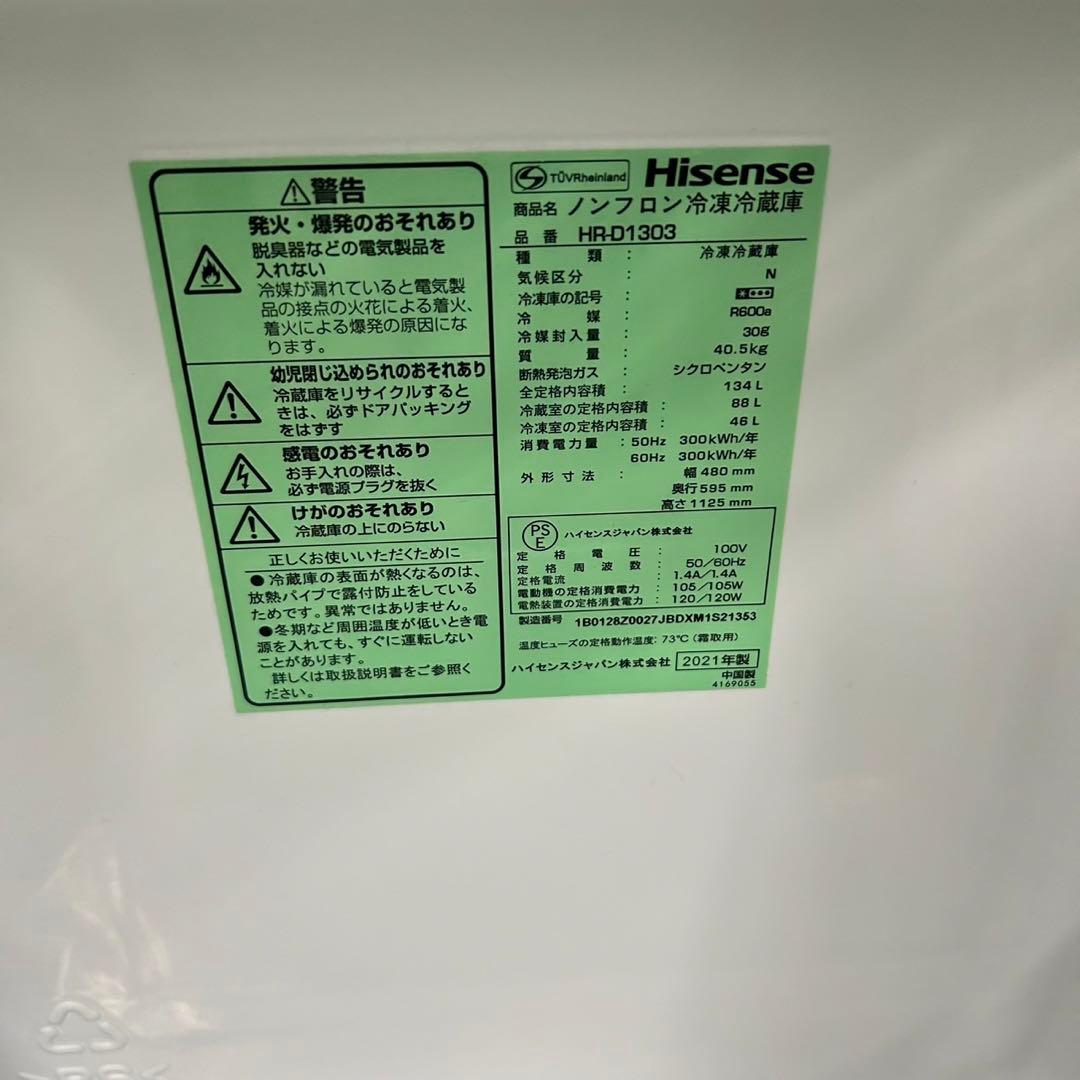 警告
発火・爆発のおそれあり
脱臭器などの電気製品を
入れない
冷媒が漏れていると電気製
品の接点の火花による着火、
着火による爆発の原因にな
ります。
幼児閉じ込められのおそれあり
冷蔵庫をリサイクルすると
きは、必ずドアパッキング
をはずす
感電のおそれあり
お手入れの際は、
必ず電源プラグを抜く
けがのおそれあり
冷蔵庫の上にのらない
正しくお使いいただくために
●冷蔵庫の表面が熱くなるのは、
放熱パイプで露付防止をしている
ためです。異常ではありません。
●冬期など周囲温度が低いとき電
源を入れても、すぐに運転しない
ことがあります。
詳しくは取扱説明書をご参照く
ださい。
TÜVRheinland Hisense
商品名 ノンフロン冷凍冷蔵庫
品番 HR-D1303
種類 : 冷凍冷蔵庫
気候区分 : N
冷凍庫の記号 :
冷媒 : R600a
冷媒封入量 : 30g
質量 : 40.5kg
断熱発泡ガス : シクロペンタン
全定格内容積 : 134 L
冷蔵室の定格内容積 : 88 L
冷凍室の定格内容積 : 46 L
消費電力量 : 50Hz 300kWh/年
60Hz 300kWh/年
外形寸法 : 幅 480 mm
奥行 595 mm
高さ 1125 mm
PSE ハイセンスジャパン株式会社
定格電圧 : 100V
定格周波数 : 50/60Hz
定格電流 : 1.4A/1.4A
電動機の定格消費電力 : 105/105W
電熱装置の定格消費電力 : 120/120W
製造番号 1B0128Z0027JBDXM1S21353
温度ヒューズの定格動作温度: 73℃ (霜取用)
ハイセンスジャパン株式会社 2021年製
中国製
4169055